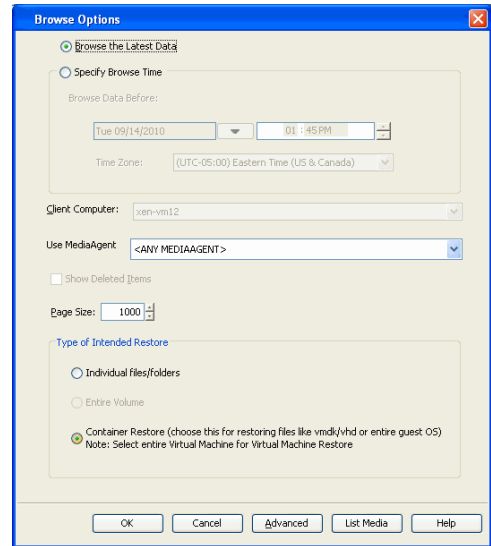 Browse Options
Browse the Latest Data
Specify Browse Time
Browse Data Before:
Tue 09/14/2010
01 : 45 PM
Time Zone:
(UTC-05:00) Eastern Time (US & Canada)
Client Computer:
xen-vm12
Use MediaAgent
<ANY MEDIAAGENT>
Show Deleted Items
Page Size:
1000
Type of Intended Restore
Individual files/folders
Entire Volume
Container Restore (choose this for restoring files like vmdk/vhd or entire guest OS)
Note: Select entire Virtual Machine for Virtual Machine Restore
OK
Cancel
Advanced
List Media
Help